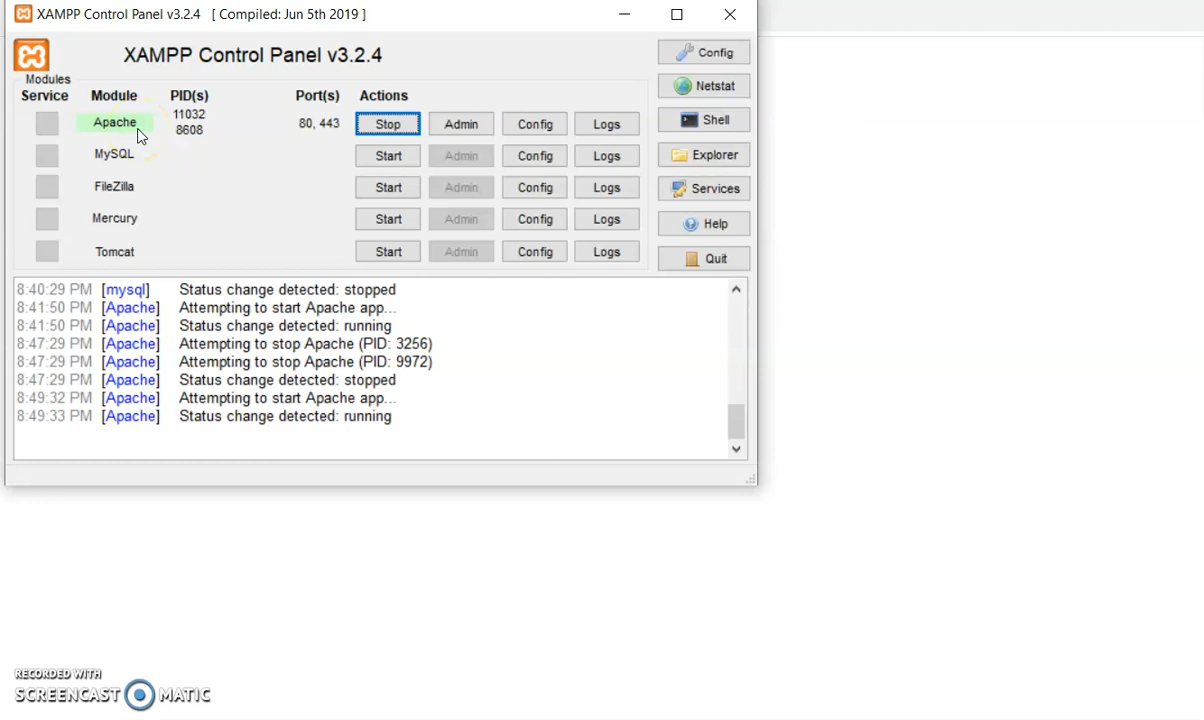 XAMPP Control Panel v3.2.4 [ Compiled: Jun 5th 2019 ]
XAMPP Control Panel v3.2.4
Config
Modules
Service Module PID(s) Port(s) Actions
Netstat
Apache 11032 8608 80, 443 Stop Admin Config Logs
Shell
MySQL Start Admin Config Logs
Explorer
FileZilla Start Admin Config Logs
Services
Mercury Start Admin Config Logs
Help
Tomcat Start Admin Config Logs
Quit
8:40:29 PM [mysql] Status change detected: stopped
8:41:50 PM [Apache] Attempting to start Apache app...
8:41:50 PM [Apache] Status change detected: running
8:47:29 PM [Apache] Attempting to stop Apache (PID: 3256)
8:47:29 PM [Apache] Attempting to stop Apache (PID: 9972)
8:47:29 PM [Apache] Status change detected: stopped
8:49:32 PM [Apache] Attempting to start Apache app...
8:49:33 PM [Apache] Status change detected: running
RECORDED WITH
SCREENCAST MATIC